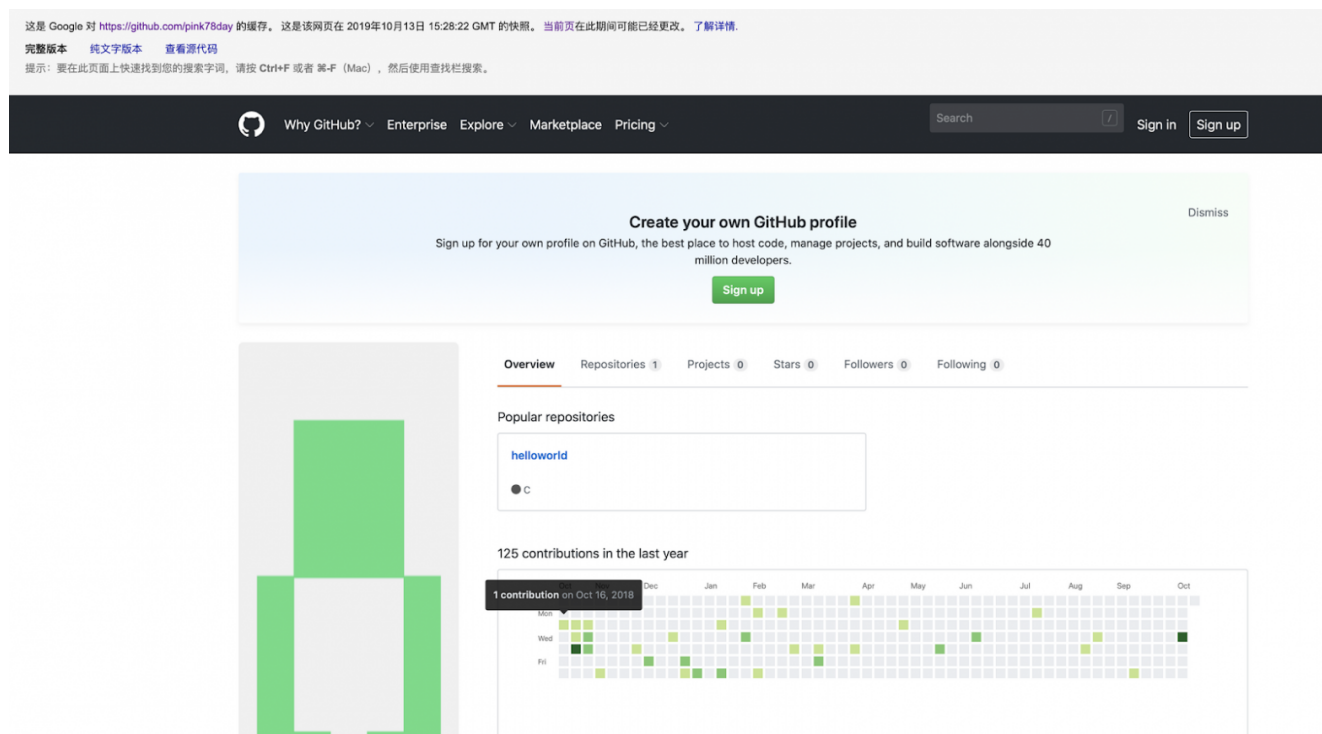 这是 Google 对 https://github.com/pink78day 的缓存。 这是该网页在 2019年10月13日 15:28:22 GMT 的快照。 当前页在此期间可能已经更改。 了解详情.
完整版本 纯文字版本 查看源代码
提示：要在此页面上快速找到您的搜索字词，请按 Ctrl+F 或者 ⌘-F（Mac），然后使用查找栏搜索。
Why GitHub? Enterprise Explore Marketplace Pricing Search / Sign in Sign up
Dismiss
Create your own GitHub profile
Sign up for your own profile on GitHub, the best place to host code, manage projects, and build software alongside 40
million developers.
Sign up
Overview Repositories 1 Projects 0 Stars 0 Followers 0 Following 0
Popular repositories
helloworld
C
125 contributions in the last year
Dec Jan Feb Mar Apr May Jun Jul Aug Sep Oct
1 contribution on Oct 16, 2018
Mon
Wed
Fri